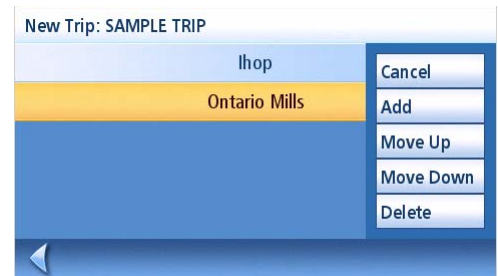 New Trip: SAMPLE TRIP
Ihop
Ontario Mills
Cancel
Add
Move Up
Move Down
Delete